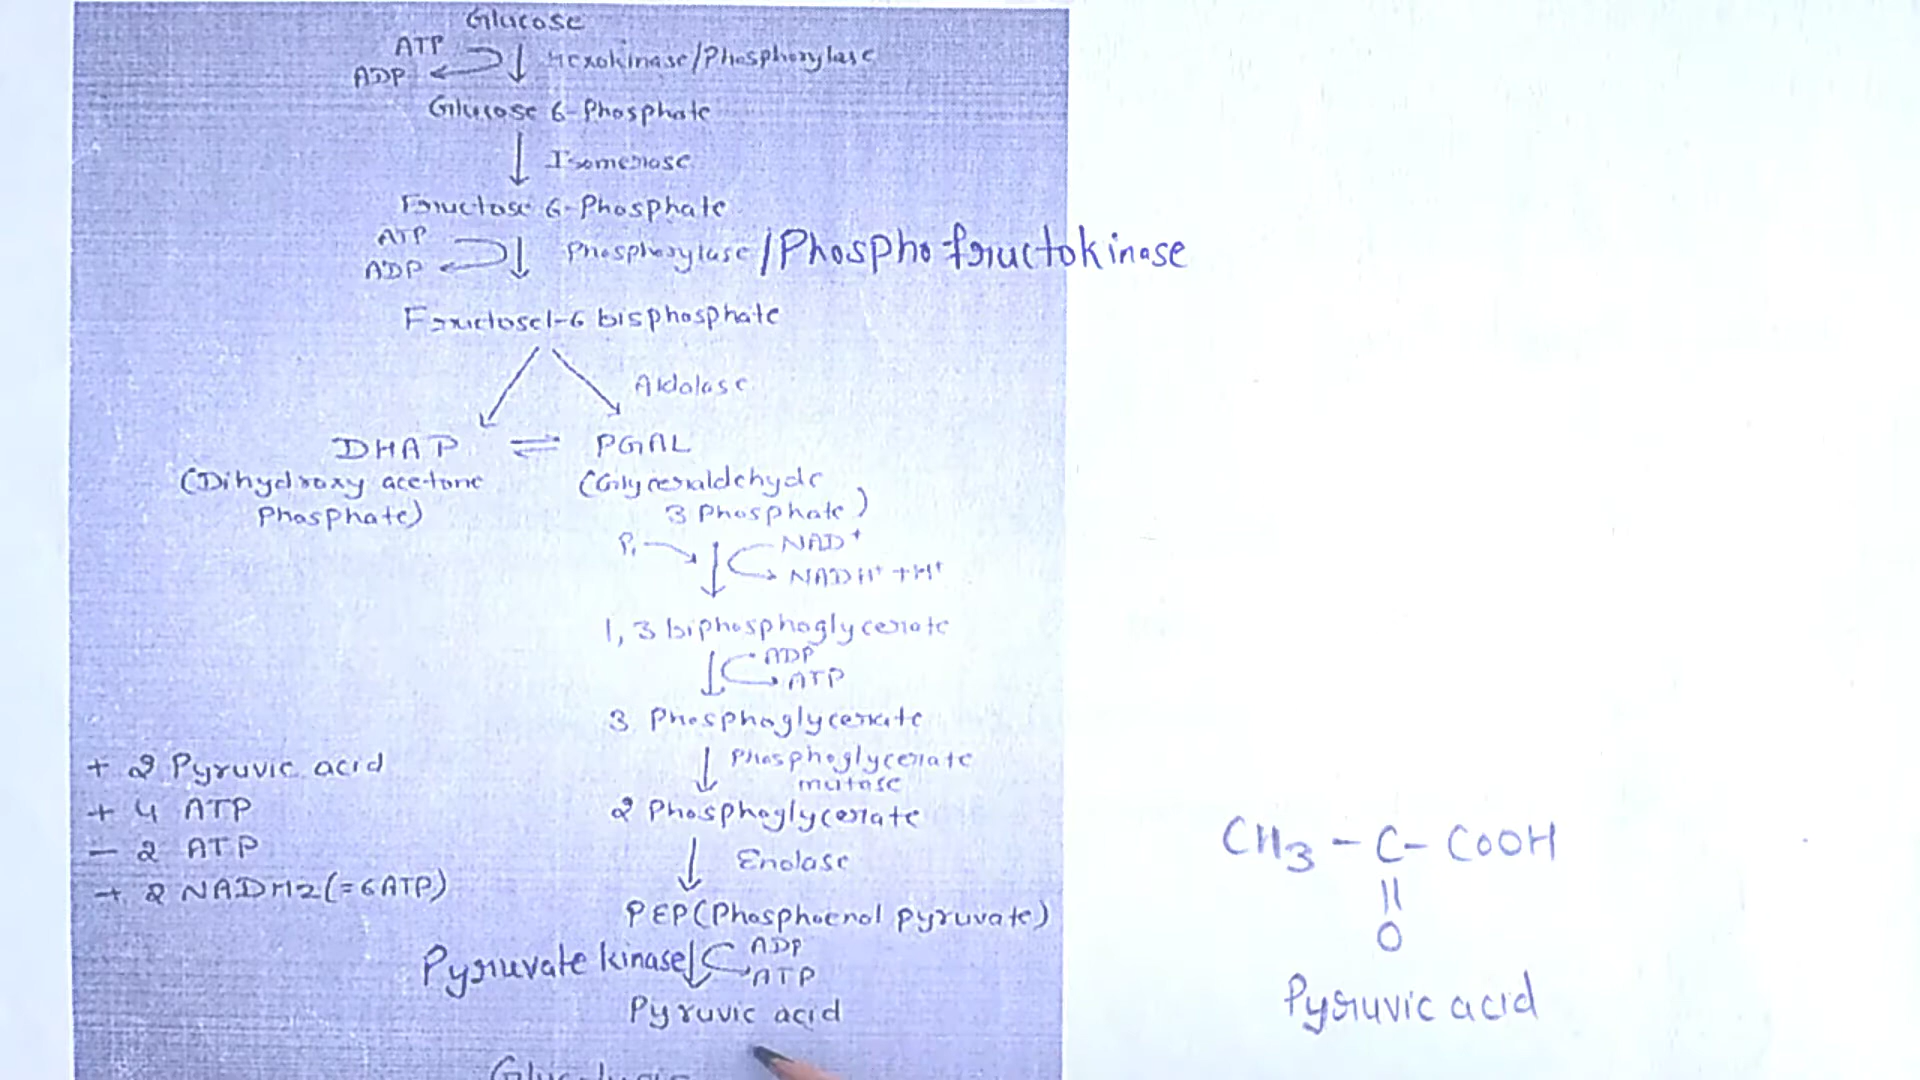 Glucose
ATP
Hexokinase/Phosphorylase
ADP
Glucose 6-Phosphate
Isomerase
Fructose 6-Phosphate
ATP
Phosphorylase/Phosphofructokinase
ADP
Fructose1-6 bisphosphate
Aldolase
DHAP ⇌ PGAL
(Dihydroxy acetone (Glyceraldehyde
Phosphate) 3 Phosphate)
Pi NAD+
NADH+ + H+
1, 3 biphosphoglycerate
ADP
ATP
3 Phosphoglycerate
+ 2 Pyruvic acid Phosphoglycerate
mutase
+ 4 ATP 2 Phosphoglycerate
- 2 ATP Enolase
+ 2 NADH2(=6ATP)
PEP(Phosphoenol pyruvate)
Pyruvate kinase ADP
ATP
Pyruvic acid
Glycolysis
CH3 - C - COOH
||
O
Pyruvic acid